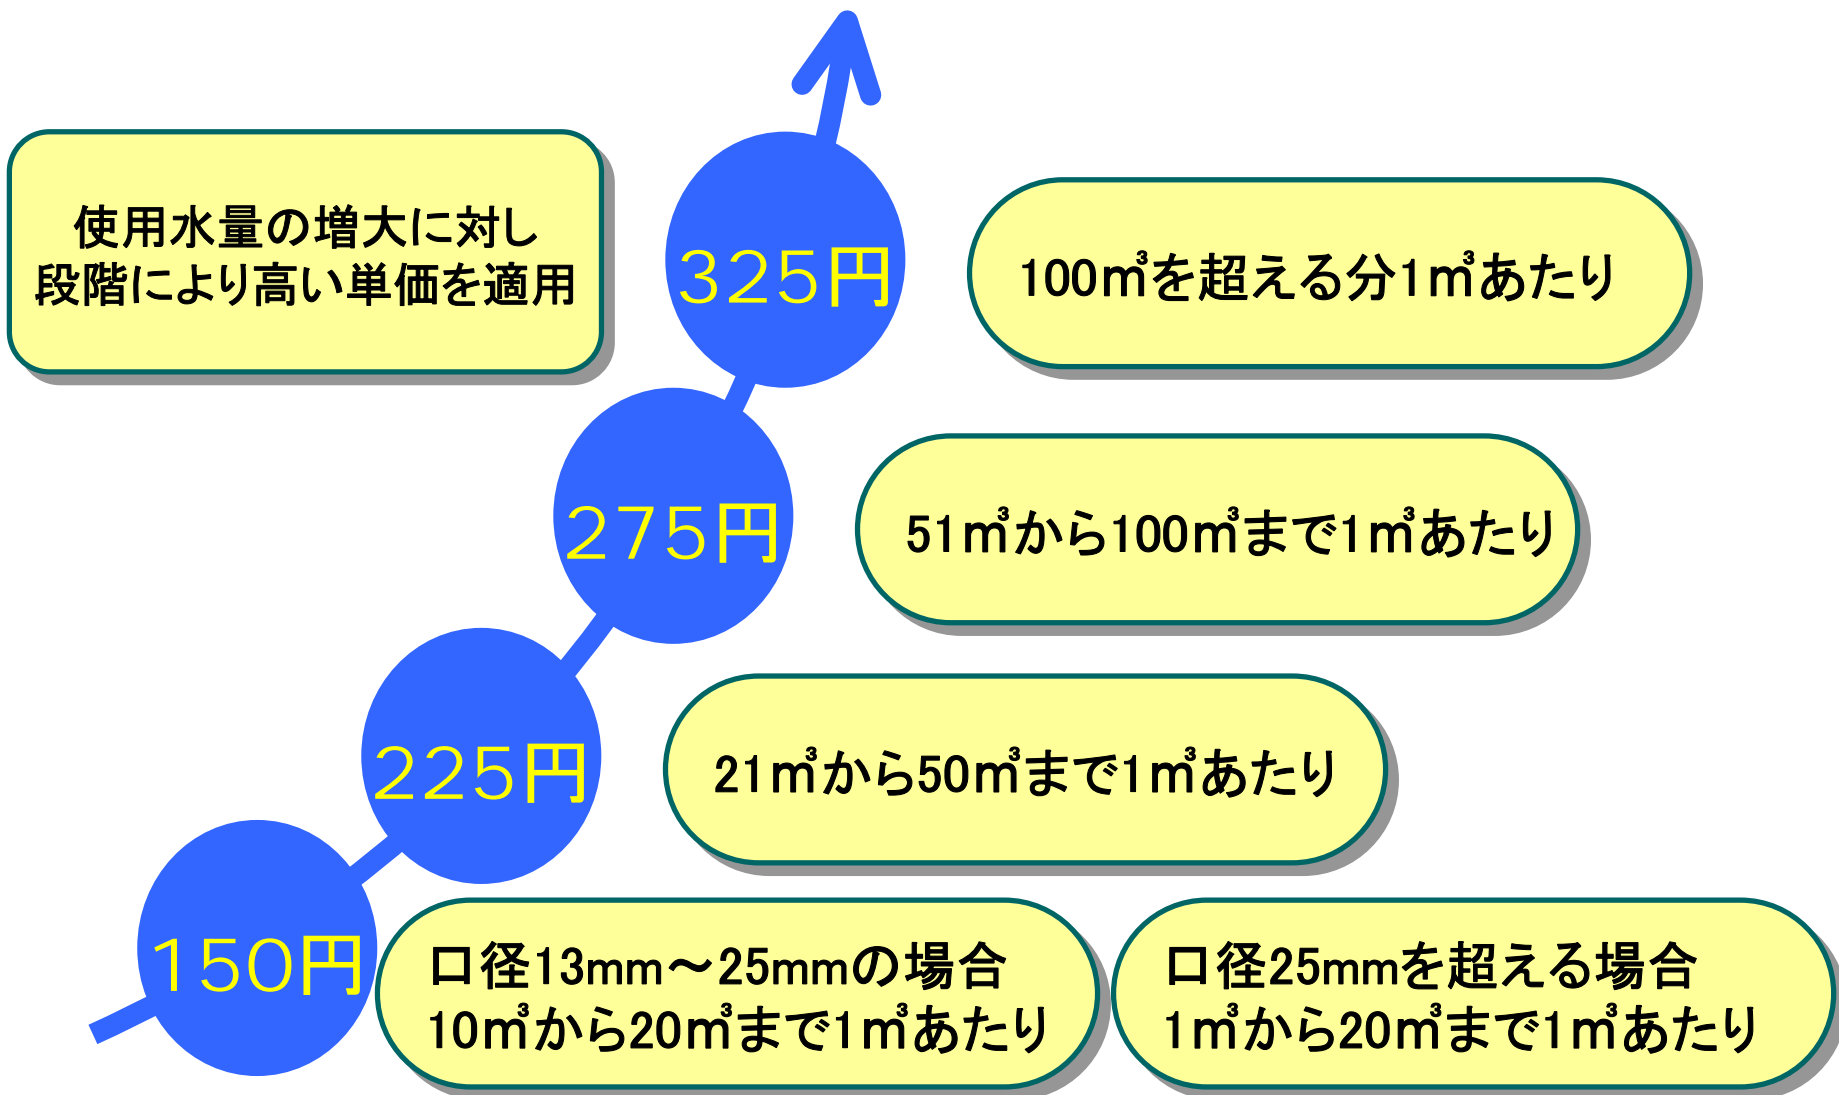 使用水量の増大に対し
段階により高い単価を適用
325円
100㎥を超える分1㎥あたり
275円
51㎥から100㎥まで1㎥あたり
225円
21㎥から50㎥まで1㎥あたり
150円
口径13mm～25mmの場合
10㎥から20㎥まで1㎥あたり
口径25mmを超える場合
1㎥から20㎥まで1㎥あたり